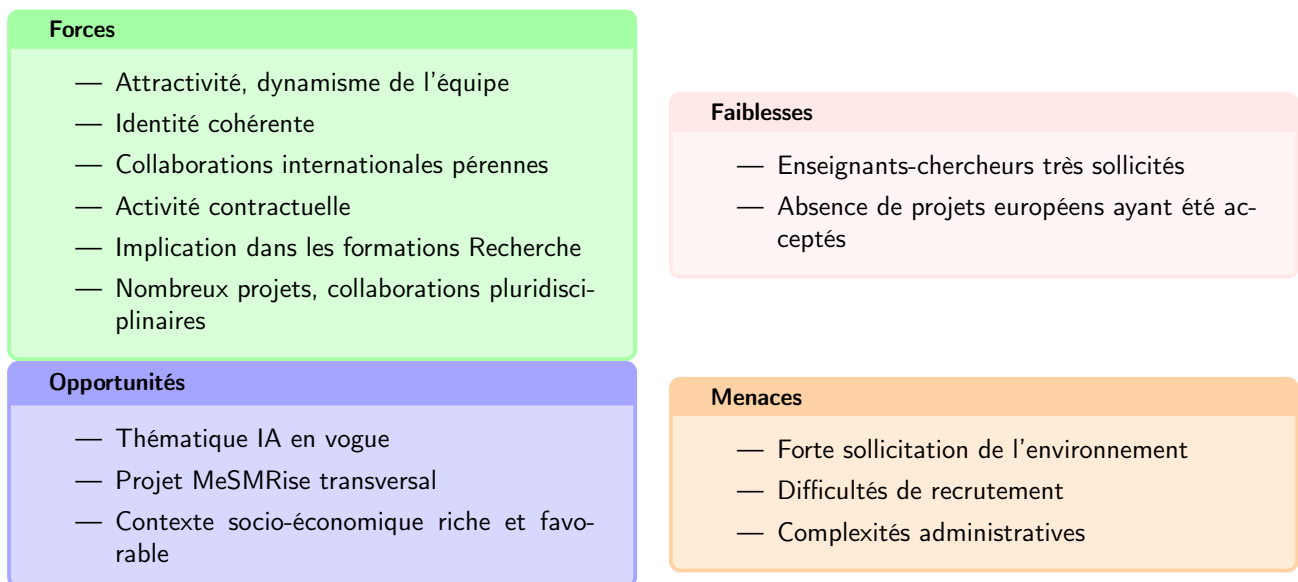 Forces
— Attractivité, dynamisme de l'équipe
— Identité cohérente
— Collaborations internationales pérennes
— Activité contractuelle
— Implication dans les formations Recherche
— Nombreux projets, collaborations pluridisci-
plinaires
Faiblesses
— Enseignants-chercheurs très sollicités
— Absence de projets européens ayant été ac-
ceptés
Opportunités
— Thématique IA en vogue
— Projet MeSMRise transversal
— Contexte socio-économique riche et favo-
rable
Menaces
— Forte sollicitation de l'environnement
— Difficultés de recrutement
— Complexités administratives